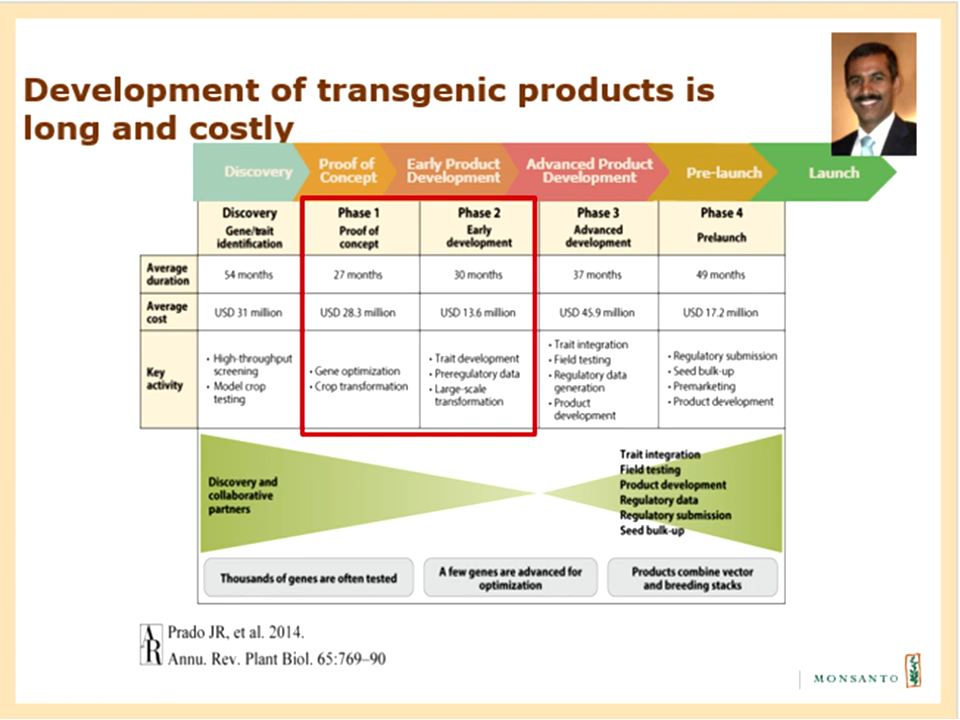 Development of transgenic products is
long and costly
Discovery
Proof of
Concept
Early Product
Development
Advanced Product
Development
Pre-launch
Launch
Discovery
Gene/trait
identification
Phase 1
Proof of
concept
Phase 2
Early
development
Phase 3
Advanced
development
Phase 4
Prelaunch
Average
duration
54 months
27 months
30 months
37 months
49 months
Average
cost
USD 31 million
USD 28.3 million
USD 13.6 million
USD 45.9 million
USD 17.2 million
Key
activity
• High-throughput
screening
• Model crop
testing
• Gene optimization
• Crop transformation
• Trait development
• Preregulatory data
• Large-scale
transformation
• Trait integration
• Field testing
• Regulatory data
generation
• Product
development
• Regulatory submission
• Seed bulk-up
• Premarketing
• Product development
Discovery and
collaborative
partners
Trait integration
Field testing
Product development
Regulatory data
Regulatory submission
Seed bulk-up
Thousands of genes are often tested
A few genes are advanced for
optimization
Products combine vector
and breeding stacks
AR
Prado JR, et al. 2014.
Annu. Rev. Plant Biol. 65:769–90
MONSANTO